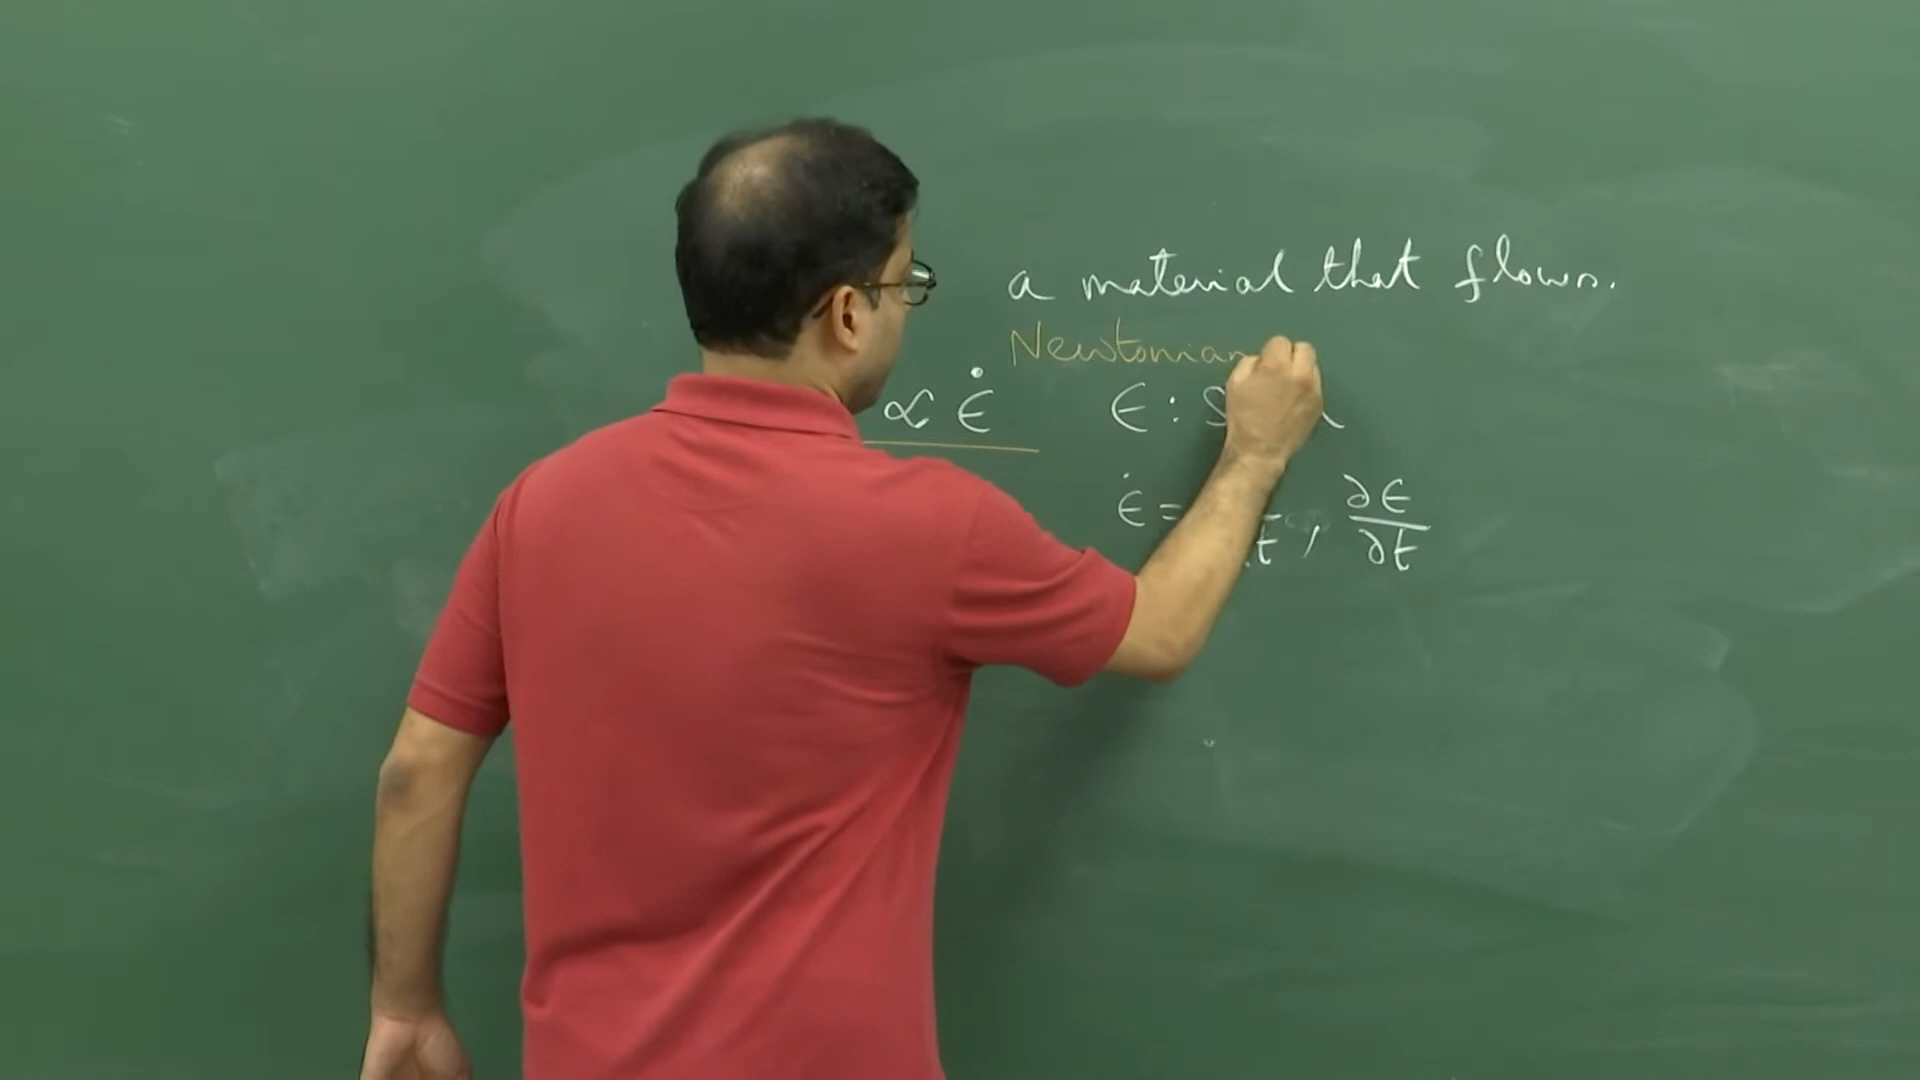 a material that flows.
Newtonian
∝ ε̇ ϵ :
ε̇ = t , ∂ϵ/∂t